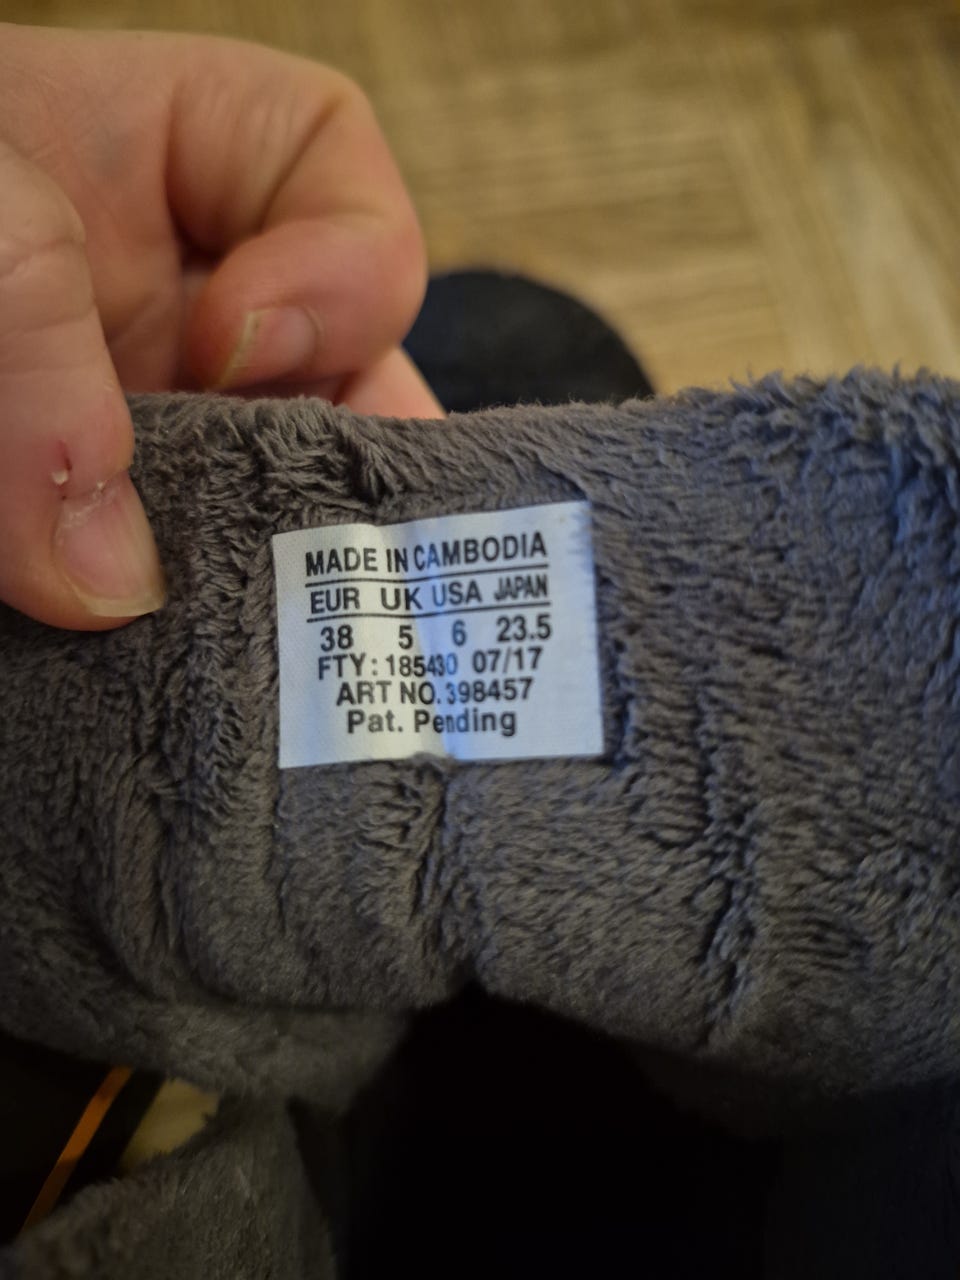 MADE IN CAMBODIA
EUR UK USA JAPAN
38 5 6 23.5
FTY: 185430 07/17
ART NO. 398457
Pat. Pending